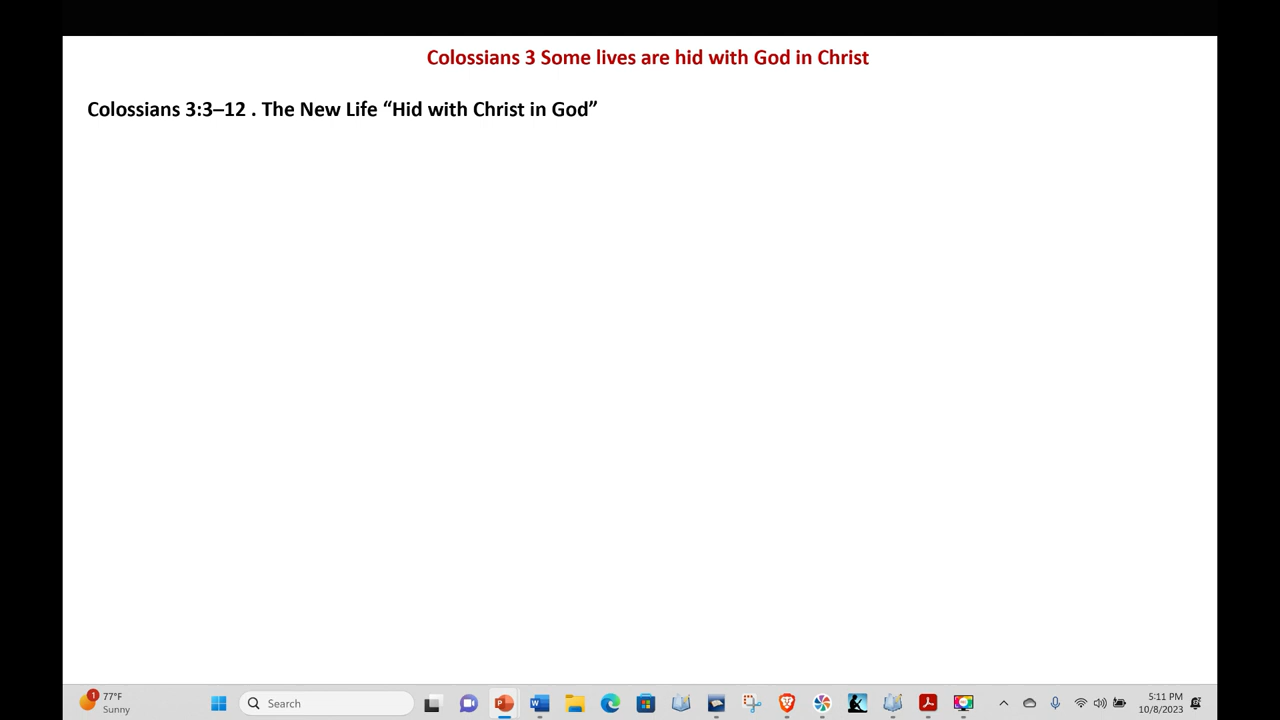 Colossians 3 Some lives are hid with God in Christ
Colossians 3:3–12 . The New Life “Hid with Christ in God”
1
77°F
Sunny
Search
5:11 PM
10/8/2023